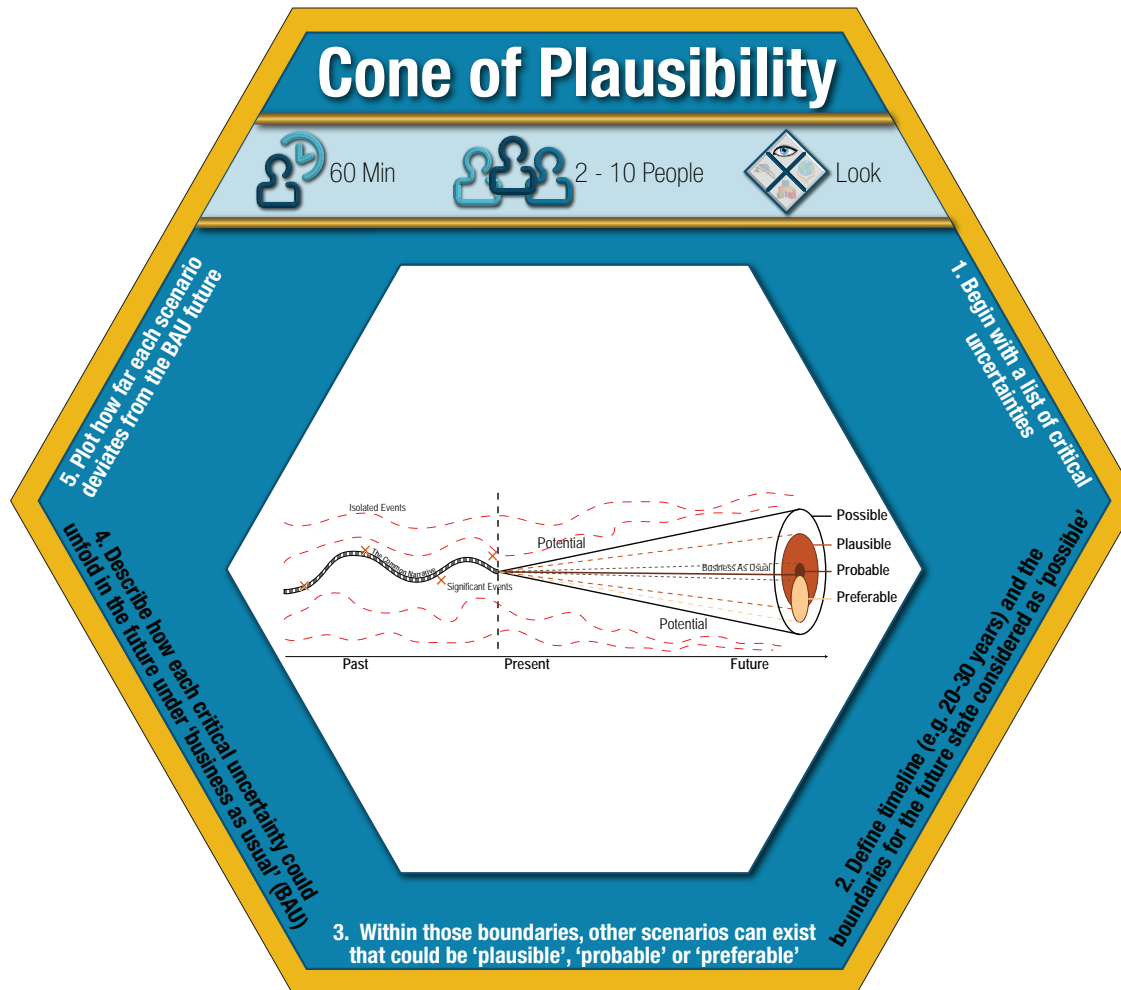 Cone of Plausibility
60 Min
2 - 10 People
Look
1. Begin with a list of critical
uncertainties
2. Define timeline (e.g. 20-30 years) and the
boundaries for the future state considered as ‘possible’
3.  Within those boundaries, other scenarios can exist
that could be ‘plausible’, ‘probable’ or ‘preferable’
4. Describe how each critical uncertainty could
unfold in the future under ‘business as usual’ (BAU)
5. Plot how far each scenario
deviates from the BAU future
Isolated Events
The Common Narrative
Significant Events
Potential
Business As Usual
Potential
Possible
Plausible
Probable
Preferable
Past
Present
Future